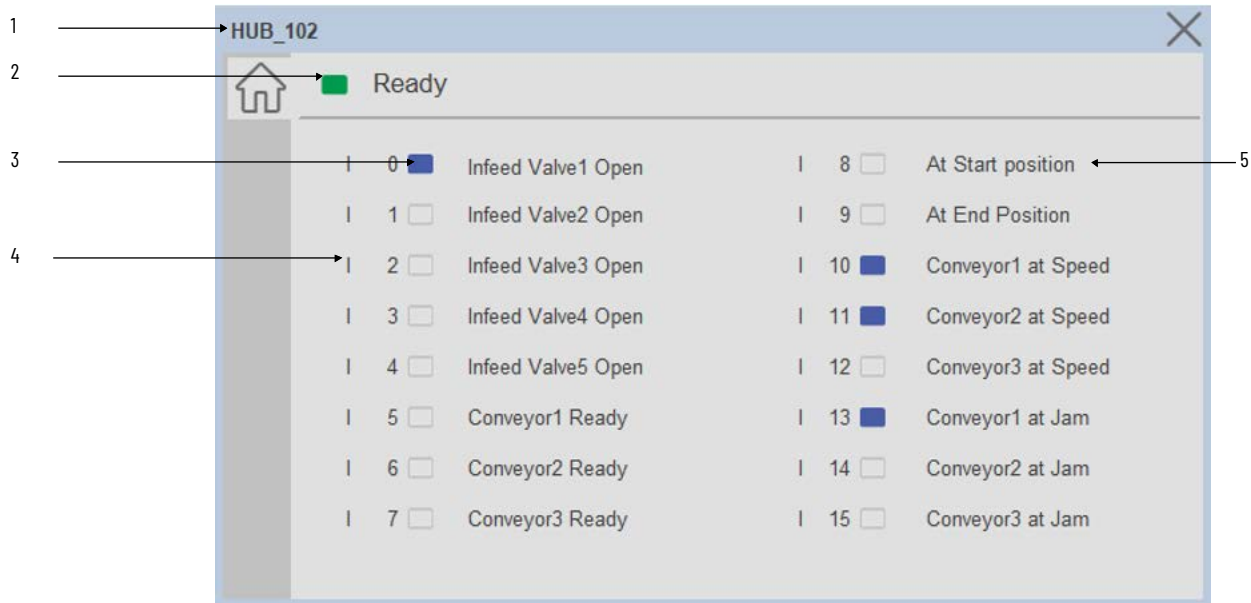 1
HUB_102
2
Ready
3
I 0 Infeed Valve1 Open
I 8 At Start position
5
I 1 Infeed Valve2 Open
I 9 At End Position
4
I 2 Infeed Valve3 Open
I 10 Conveyor1 at Speed
I 3 Infeed Valve4 Open
I 11 Conveyor2 at Speed
I 4 Infeed Valve5 Open
I 12 Conveyor3 at Speed
I 5 Conveyor1 Ready
I 13 Conveyor1 at Jam
I 6 Conveyor2 Ready
I 14 Conveyor2 at Jam
I 7 Conveyor3 Ready
I 15 Conveyor3 at Jam